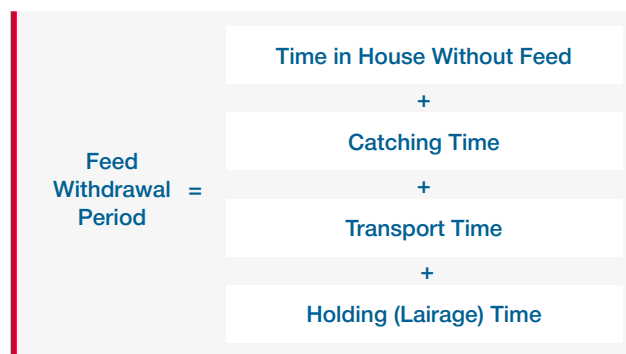 Time in House Without Feed
+
Catching Time
Feed
Withdrawal =
Period
+
Transport Time
+
Holding (Lairage) Time